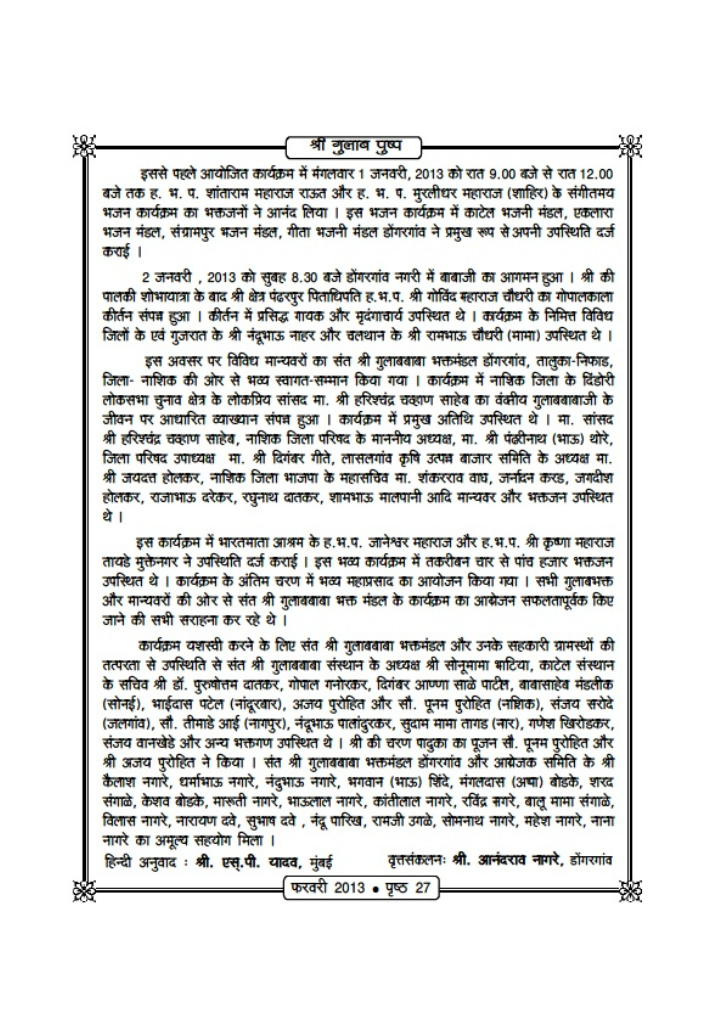 श्री गुलाब पुष्प
इससे पहले आयोजित कार्यक्रम में मंगलवार 1 जनवरी, 2013 को रात 9.00 बजे से रात 12.00
बजे तक ह. भ. प. शांताराम महाराज राऊत और ह. भ. प. मुरलीधर महाराज (शाहिर) के संगीतमय
भजन कार्यक्रम का भक्तजनों ने आनंद लिया । इस भजन कार्यक्रम में काटेल भजनी मंडल, एकलारा
भजन मंडल, संग्रामपुर भजन मंडल, गीता भजनी मंडल डोंगरगांव ने प्रमुख रूप से अपनी उपस्थिति दर्ज
कराई ।
2 जनवरी , 2013 को सुबह 8.30 बजे डोंगरगांव नगरी में बाबाजी का आगमन हुआ । श्री की
पालकी शोभायात्रा के बाद श्री क्षेत्र पंढरपुर पिताधिपति ह.भ.प. श्री गोविंद महाराज चौधरी का गोपालकाला
कीर्तन संपन्न हुआ । कीर्तन में प्रसिद्ध गायक और मृदंगाचार्य उपस्थित थे । कार्यक्रम के निमित्त विविध
जिलों के एवं गुजरात के श्री नंदूभाऊ नाहर और चलथान के श्री रामभाऊ चौधरी (मामा) उपस्थित थे ।
इस अवसर पर विविध मान्यवरों का संत श्री गुलाबबाबा भक्तमंडल डोंगरगांव, तालुका-निफाड,
जिला- नाशिक की ओर से भव्य स्वागत-सम्मान किया गया । कार्यक्रम में नाशिक जिला के दिंडोरी
लोकसभा चुनाव क्षेत्र के लोकप्रिय सांसद मा. श्री हरिश्चंद्र चव्हाण साहेब का वंदनीय गुलाबबाबाजी के
जीवन पर आधारित व्याख्यान संपन्न हुआ । कार्यक्रम में प्रमुख अतिथि उपस्थित थे । मा. सांसद
श्री हरिश्चंद्र चव्हाण साहेब, नाशिक जिला परिषद के माननीय अध्यक्ष, मा. श्री पंढरीनाथ (भाऊ) थोरे,
जिला परिषद उपाध्यक्ष मा. श्री दिगंबर गीते, लासलगांव कृषि उत्पन्न बाजार समिति के अध्यक्ष मा.
श्री जयदत्त होलकर, नाशिक जिला भाजपा के महासचिव मा. शंकरराव वाघ, जर्नादन करड, जगदीश
होलकर, राजाभाऊ दरेकर, रघुनाथ दातकर, शामभाऊ मालपानी आदि मान्यवर और भक्तजन उपस्थित
थे ।
इस कार्यक्रम में भारतमाता आश्रम के ह.भ.प. जानेश्वर महाराज और ह.भ.प. श्री कृष्णा महाराज
तायडे मुक्तेनगर ने उपस्थिति दर्ज कराई । इस भव्य कार्यक्रम में तकरीबन चार से पांच हजार भक्तजन
उपस्थित थे । कार्यक्रम के अंतिम चरण में भव्य महाप्रसाद का आयोजन किया गया । सभी गुलाबभक्त
और मान्यवरों की ओर से संत श्री गुलाबबाबा भक्त मंडल के कार्यक्रम का आयोजन सफलतापूर्वक किए
जाने की सभी सराहना कर रहे थे ।
कार्यक्रम यशस्वी करने के लिए संत श्री गुलाबबाबा भक्तमंडल और उनके सहकारी ग्रामस्थों की
तत्परता से उपस्थिति से संत श्री गुलाबबाबा संस्थान के अध्यक्ष श्री सोनूमामा भाटिया, काटेल संस्थान
के सचिव श्री डॉ. पुरुषोत्तम दातकर, गोपाल गनोरकर, दिगंबर आण्णा साळे पाटील, बाबासाहेब मंडलीक
(सोनई), भाईदास पटेल (नांदूरबार), अजय पुरोहित और सौ. पूनम पुरोहित (नशिक), संजय सरोदे
(जलगांव), सौ. तीमाडे आई (नागपुर), नंदूभाऊ पालांदुरकर, सुदाम मामा तागड (नार), गणेश खिरोडकर,
संजय वानखेडे और अन्य भक्तगण उपस्थित थे । श्री की चरण पादुका का पूजन सौ. पूनम पुरोहित और
श्री अजय पुरोहित ने किया । संत श्री गुलाबबाबा भक्तमंडल डोंगरगांव और आयोजक समिति के श्री
कैलाश नगारे, धर्माभाऊ नगारे, नंदुभाऊ नगारे, भगवान (भाऊ) शिंदे, मंगलदास (अप्पा) बोडके, शरद
संगाळे, केशव बोडके, मारूती नागरे, भाऊलाल नागरे, कांतीलाल नागरे, रविंद्र नागरे, बालू मामा संगाळे,
विलास नागरे, नारायण दवे, सुभाष दवे , नंदू पारिख, रामजी उगळे, सोमनाथ नागरे, महेश नागरे, नाना
नागरे का अमूल्य सहयोग मिला ।
हिन्दी अनुवाद : श्री. एस.पी. यादव, मुंबई वृत्तसंकलनः श्री. आनंदराव नागरे, डोंगरगांव
फरवरी 2013 • पृष्ठ 27